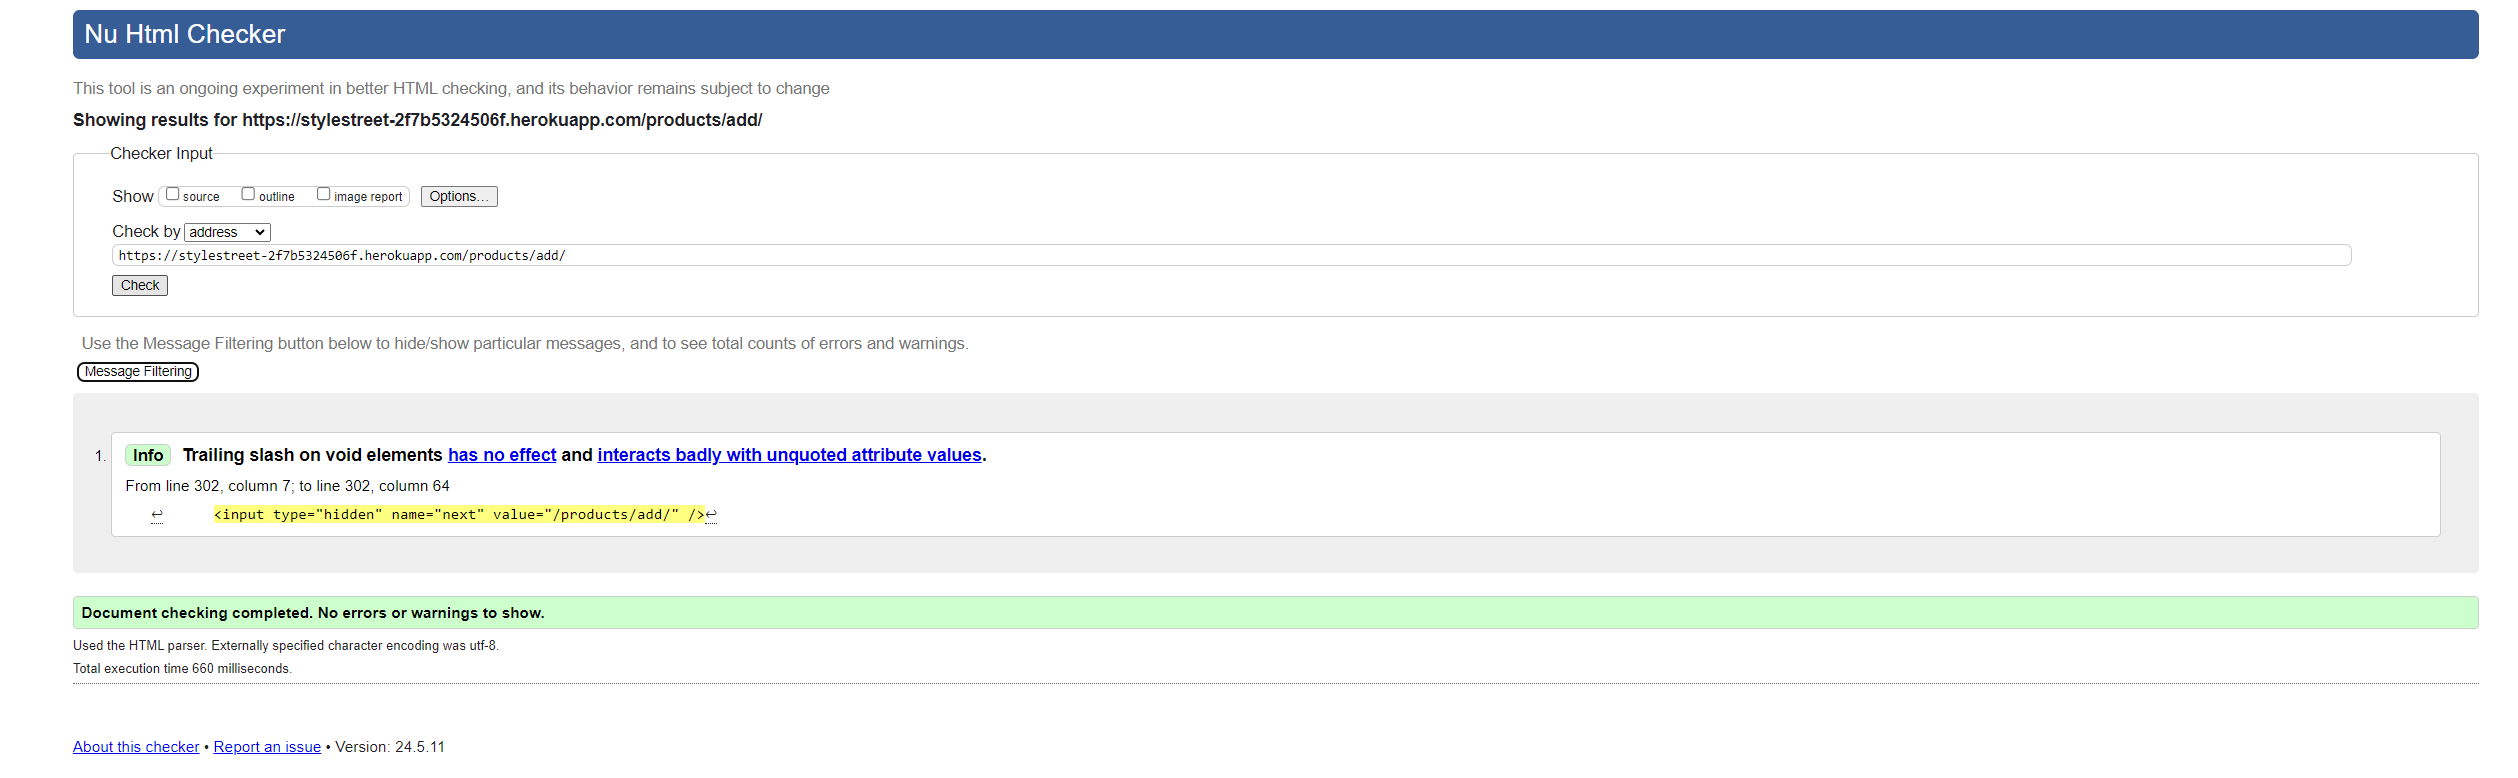 Nu Html Checker
This tool is an ongoing experiment in better HTML checking, and its behavior remains subject to change
Showing results for https://stylestreet-2f7b5324506f.herokuapp.com/products/add/
Checker Input
Show source outline image report Options...
Check by address
https://stylestreet-2f7b5324506f.herokuapp.com/products/add/
Check
Use the Message Filtering button below to hide/show particular messages, and to see total counts of errors and warnings.
Message Filtering
1. Info Trailing slash on void elements has no effect and interacts badly with unquoted attribute values.
From line 302, column 7; to line 302, column 64
↩ <input type="hidden" name="next" value="/products/add/" />↩
Document checking completed. No errors or warnings to show.
Used the HTML parser. Externally specified character encoding was utf-8.
Total execution time 660 milliseconds.
About this checker • Report an issue • Version: 24.5.11